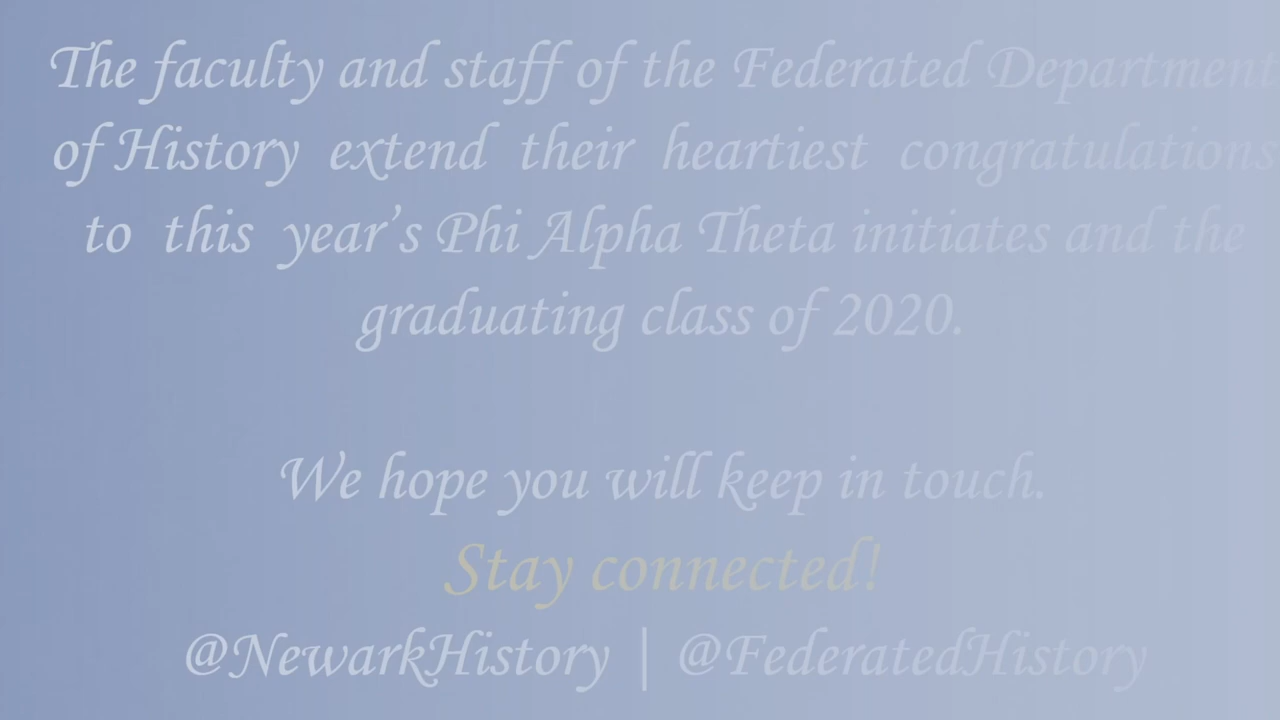 The faculty and staff of the Federated Department
of History extend their heartiest congratulations
to this year's Phi Alpha Theta initiates and the
graduating class of 2020.
We hope you will keep in touch.
Stay connected!
@NewarkHistory | @FederatedHistory